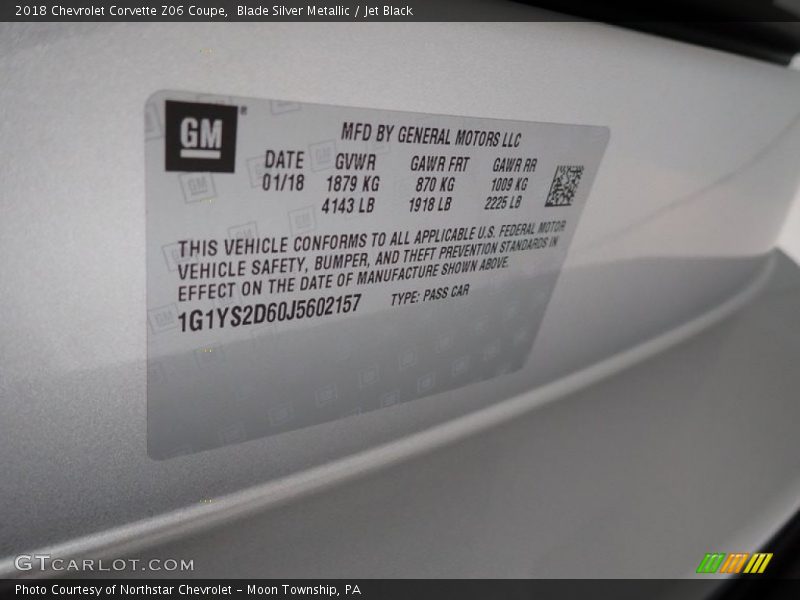 2018 Chevrolet Corvette Z06 Coupe, Blade Silver Metallic / Jet Black
GM®
MFD BY GENERAL MOTORS LLC
DATE GVWR GAWR FRT GAWR RR
01/18 1879 KG 870 KG 1009 KG
4143 LB 1918 LB 2225 LB
THIS VEHICLE CONFORMS TO ALL APPLICABLE U.S. FEDERAL MOTOR
VEHICLE SAFETY, BUMPER, AND THEFT PREVENTION STANDARDS IN
EFFECT ON THE DATE OF MANUFACTURE SHOWN ABOVE.
1G1YS2D60J5602157 TYPE: PASS CAR
GTCARLOT.COM
Photo Courtesy of Northstar Chevrolet - Moon Township, PA